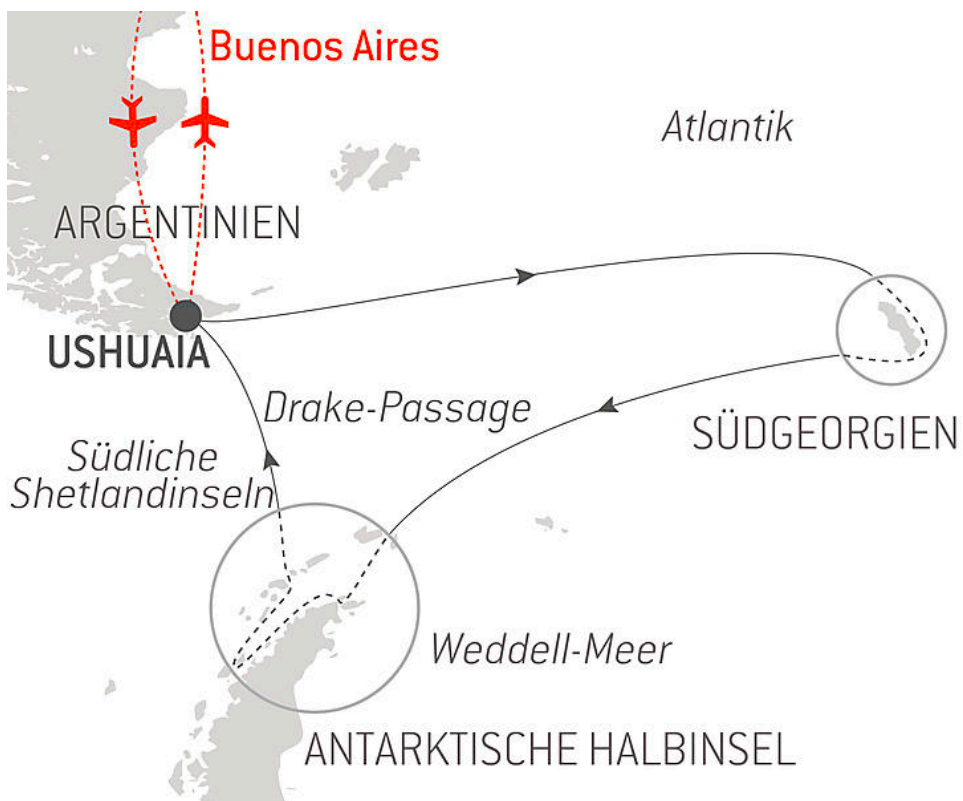 Buenos Aires
Atlantik
ARGENTINIEN
USHUAIA
Drake-Passage
SÜDGEORGIEN
Südliche
Shetlandinseln
Weddell-Meer
ANTARKTISCHE HALBINSEL